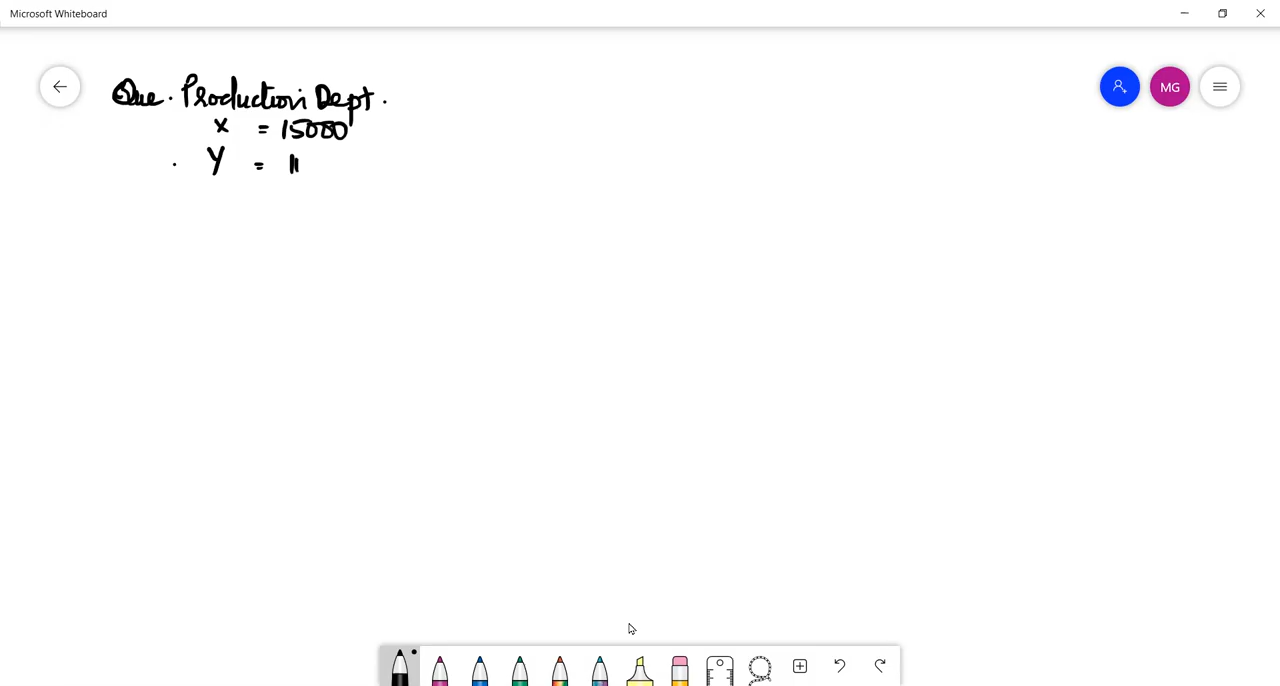 Microsoft Whiteboard
MG
Que. Production Dept.
X = 15000
Y = 11